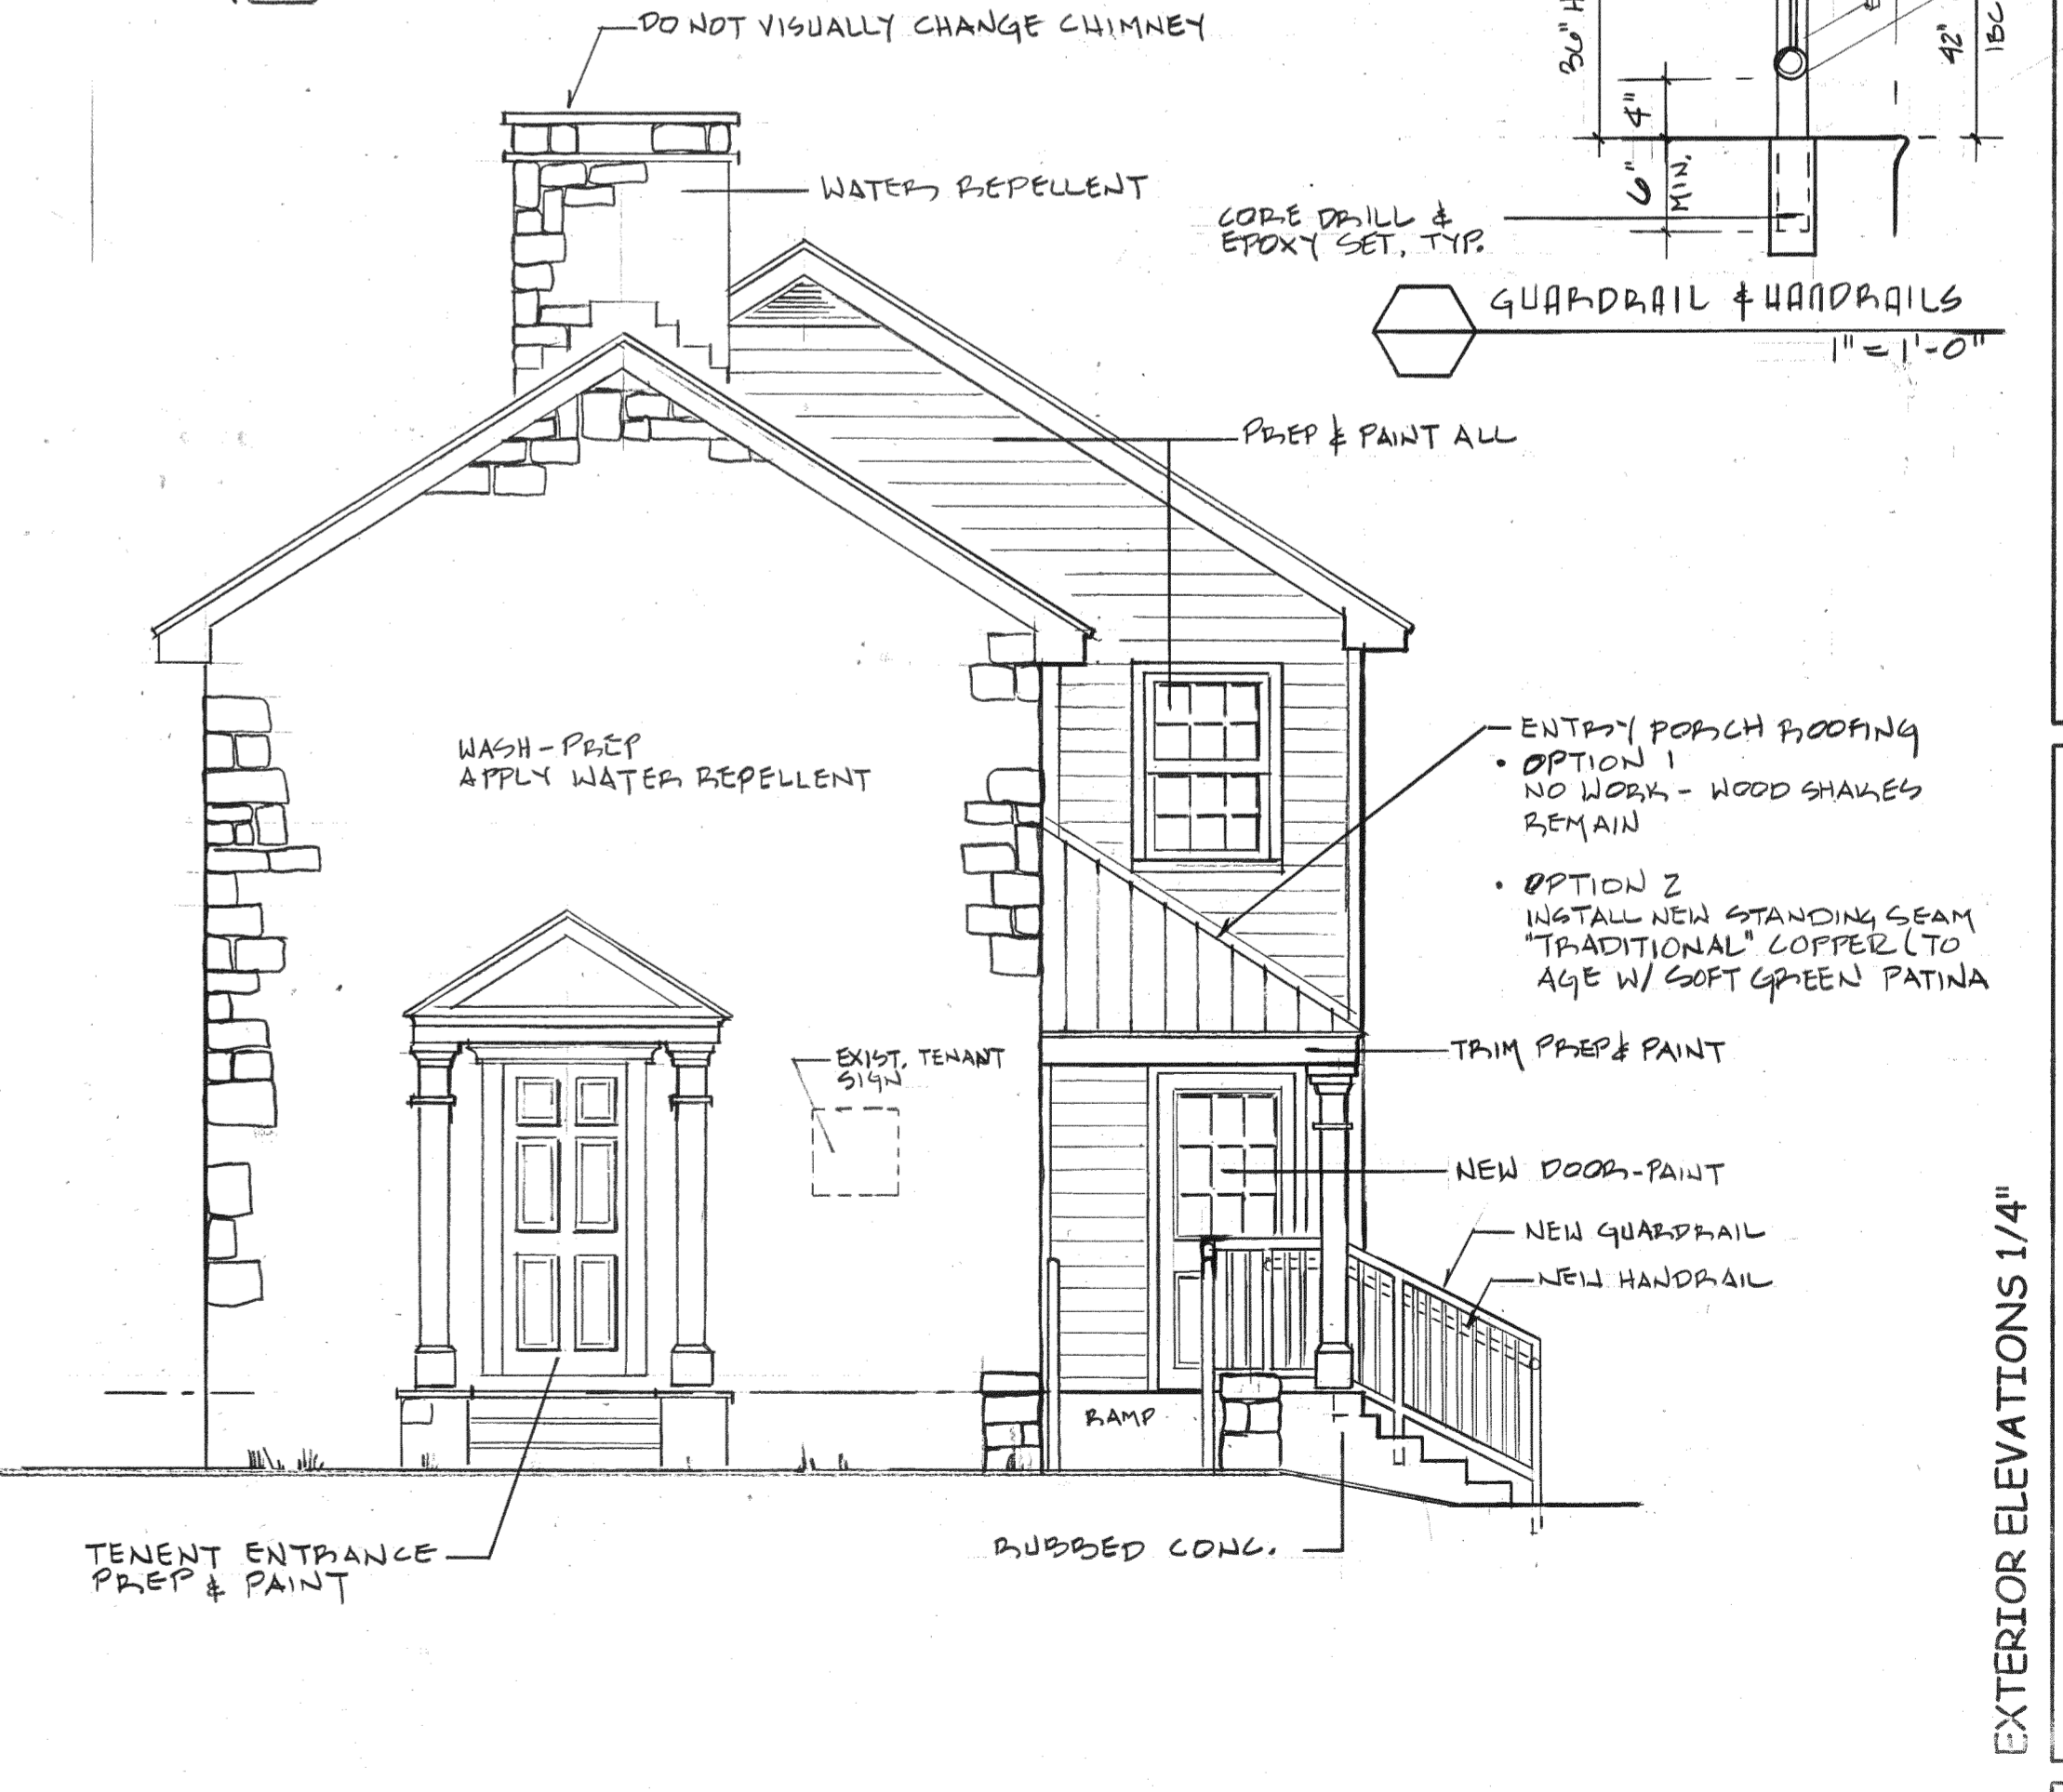 DO NOT VISUALLY CHANGE CHIMNEY
WATER REPELLENT
36" H
4"
6"
MIN.
42"
IBC
CORE DRILL &
EPOXY SET, TYP.
GUARDRAIL & HANDRAILS
1" = 1'-0"
PREP & PAINT ALL
WASH-PREP
APPLY WATER REPELLENT
ENTRY PORCH ROOFING
• OPTION 1
NO WORK - WOOD SHAKES
REMAIN
• OPTION 2
INSTALL NEW STANDING SEAM
"TRADITIONAL" COPPER (TO
AGE W/ SOFT GREEN PATINA
EXIST. TENANT
SIGN
TRIM PREP & PAINT
NEW DOOR-PAINT
NEW GUARDRAIL
NEW HANDRAIL
RAMP
TENENT ENTRANCE
PREP & PAINT
RUBBED CONC.
EXTERIOR ELEVATIONS 1/4"